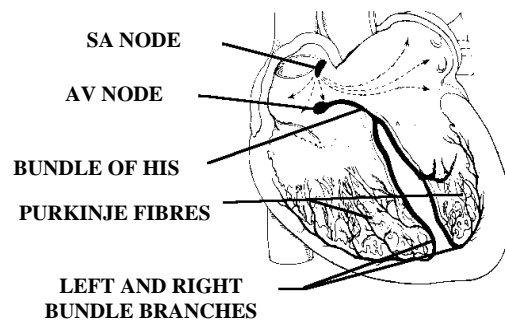 SA NODE
AV NODE
BUNDLE OF HIS
PURKINJE FIBRES
LEFT AND RIGHT
BUNDLE BRANCHES